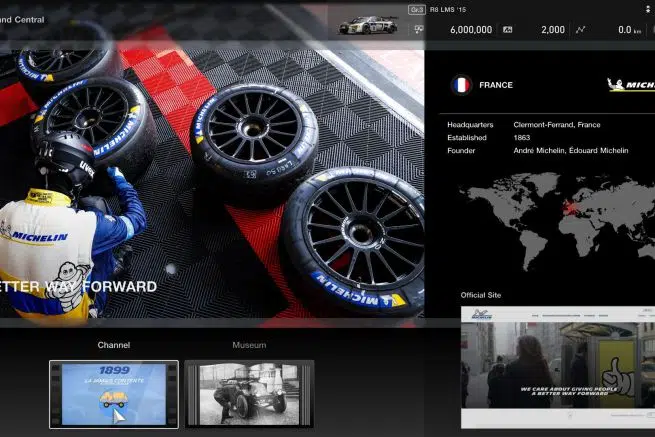 and Central
Gr.3
R8 LMS '15
6,000,000
2,000
0.0 km
FRANCE
MICHE
Headquarters Clermont-Ferrand, France
Established 1863
Founder André Michelin, Édouard Michelin
MICHELIN
MICHELIN
MICHELIN
MICHELIN
ETTER WAY FORWARD
Official Site
Channel
Museum
1899
LA JAMAIS CONTENTE
WE CARE ABOUT GIVING PEOPLE
A BETTER WAY FORWARD